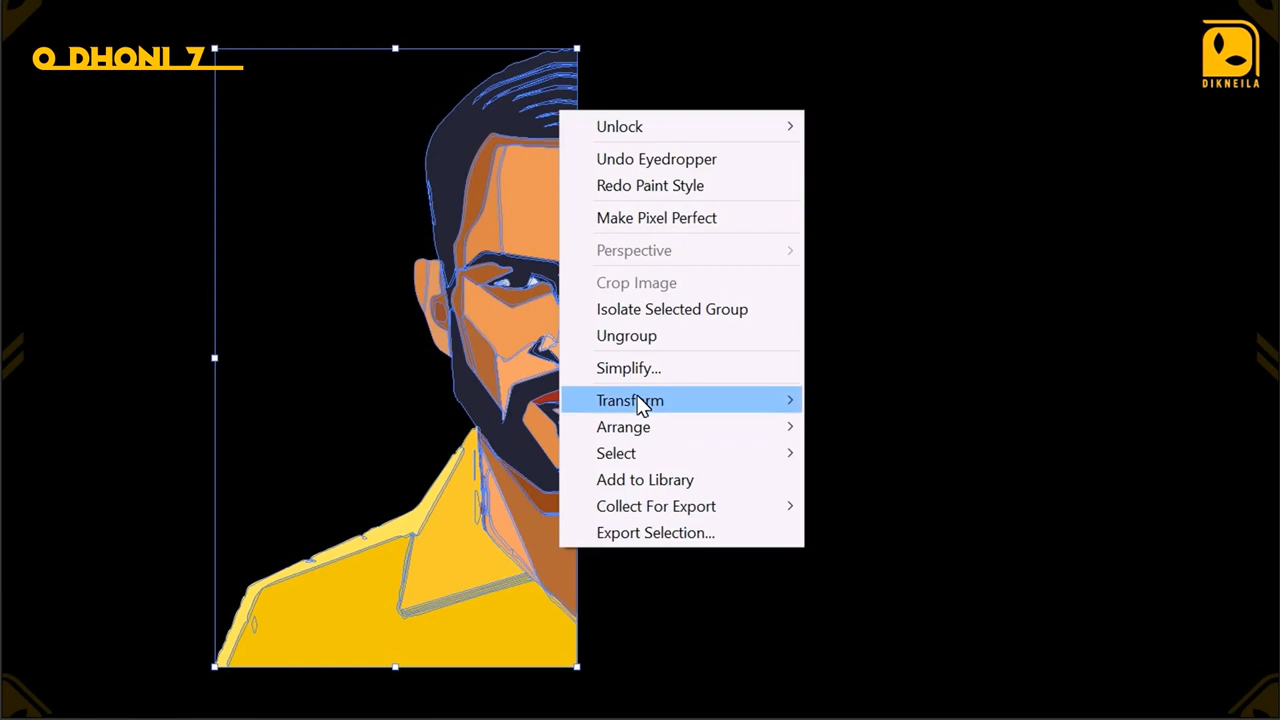 O DHONI 7
DIKNEILA
Unlock
Undo Eyedropper
Redo Paint Style
Make Pixel Perfect
Perspective
Crop Image
Isolate Selected Group
Ungroup
Simplify...
Transform
Arrange
Select
Add to Library
Collect For Export
Export Selection...